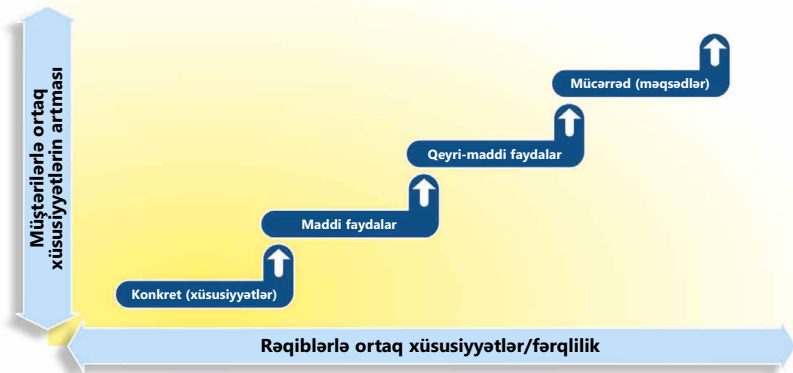 Müştərilərlə ortaq
xüsusiyyətlərin artması
Mücərrəd (məqsədlər)
Qeyri-maddi faydalar
Maddi faydalar
Konkret (xüsusiyyətlər)
Rəqiblərlə ortaq xüsusiyyətlər/fərqlilik